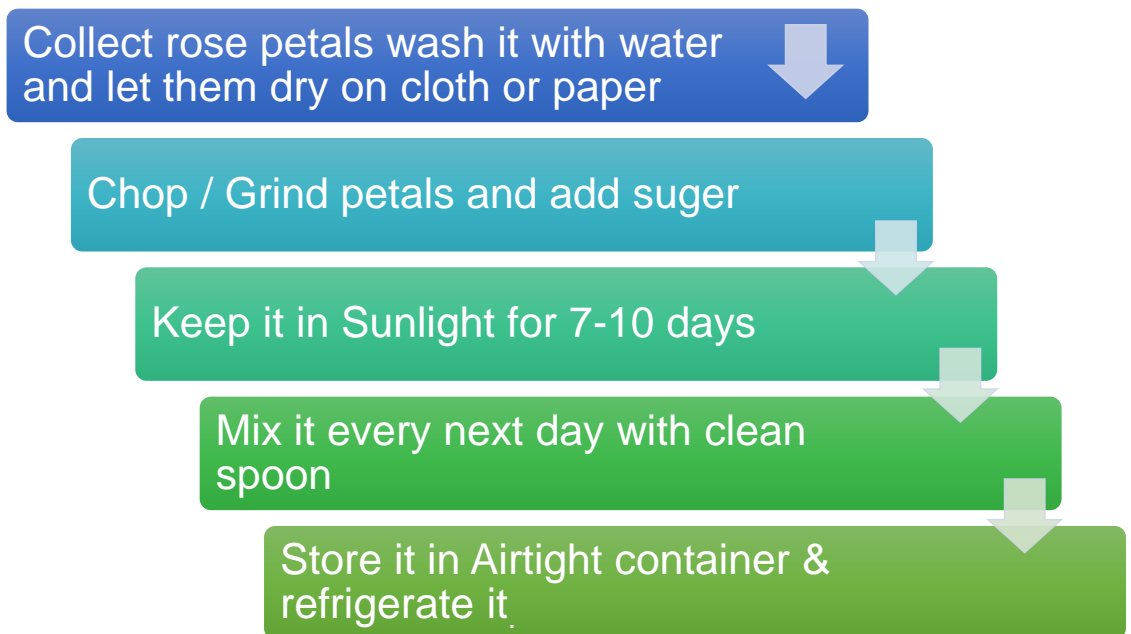 Collect rose petals wash it with water
and let them dry on cloth or paper
Chop / Grind petals and add suger
Keep it in Sunlight for 7-10 days
Mix it every next day with clean
spoon
Store it in Airtight container &
refrigerate it.